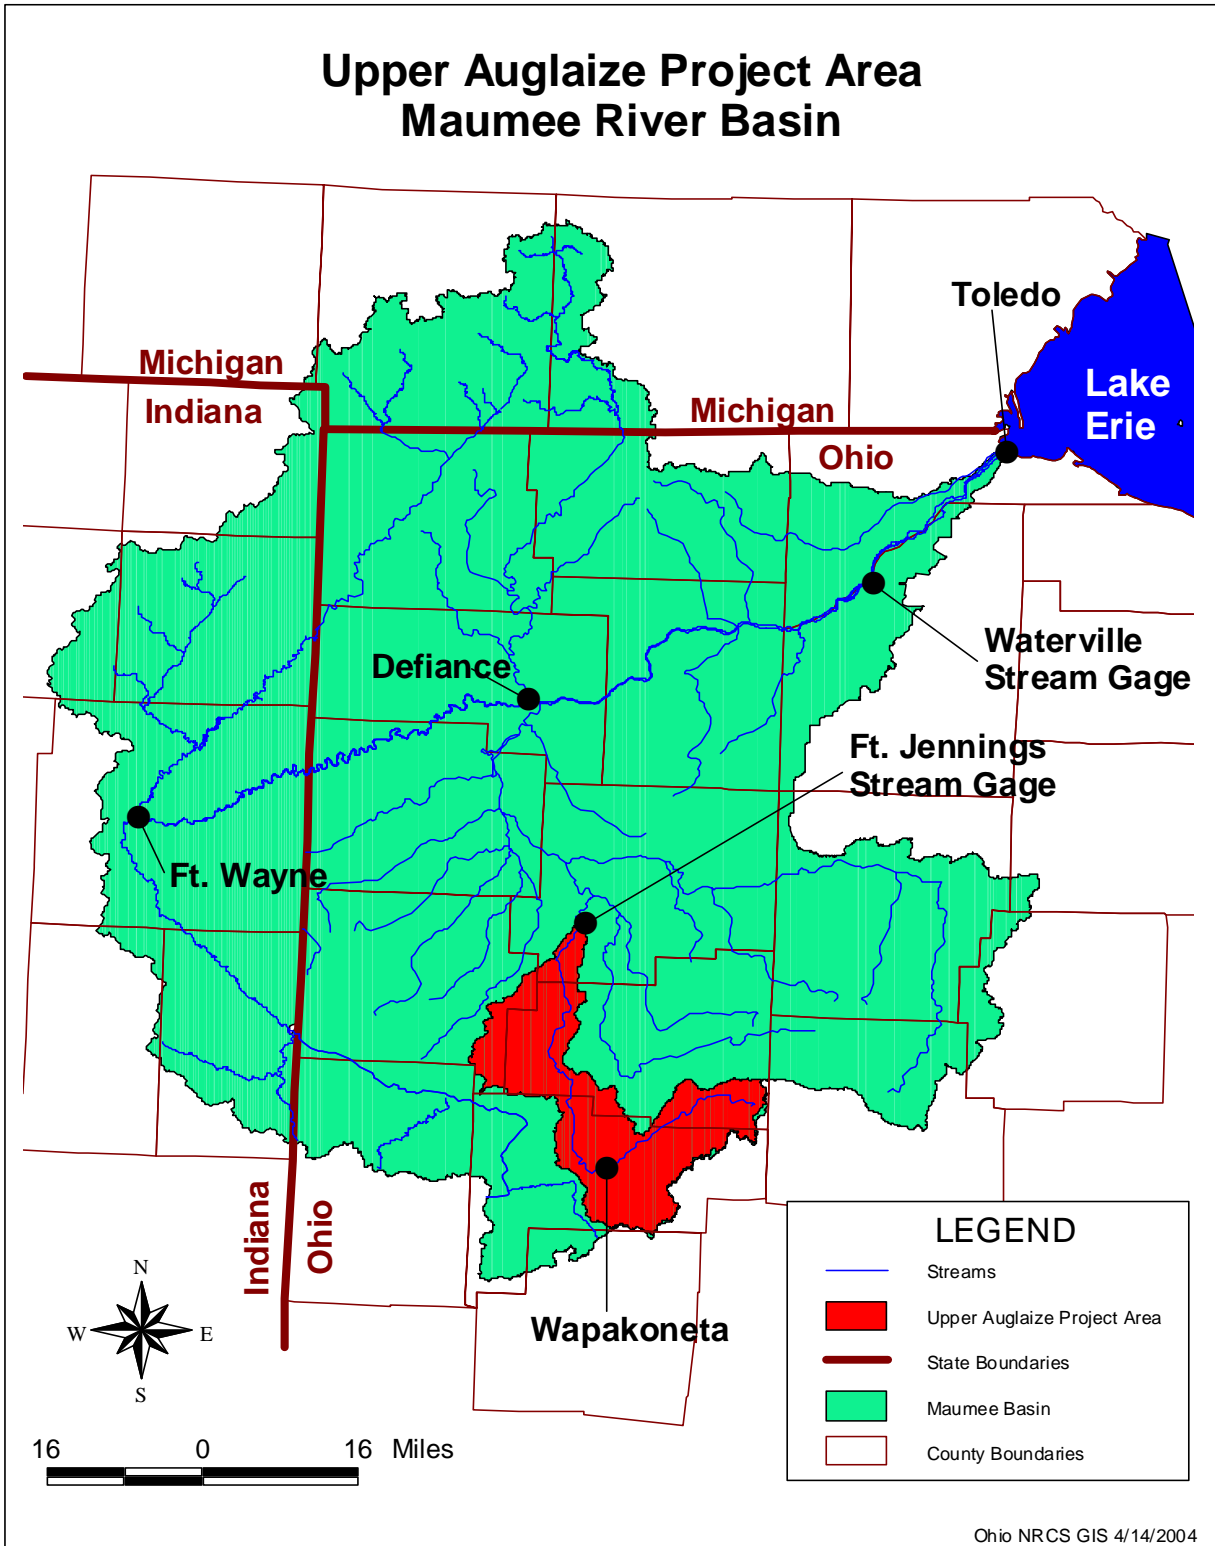 Upper Auglaize Project Area
Maumee River Basin
Toledo
Michigan
Indiana
Michigan
Ohio
Lake
Erie
Waterville
Stream Gage
Defiance
Ft. Jennings
Stream Gage
Ft. Wayne
Indiana
Ohio
Wapakoneta
N
W
E
S
16
0
16 Miles
LEGEND
Streams
Upper Auglaize Project Area
State Boundaries
Maumee Basin
County Boundaries
Ohio NRCS GIS 4/14/2004